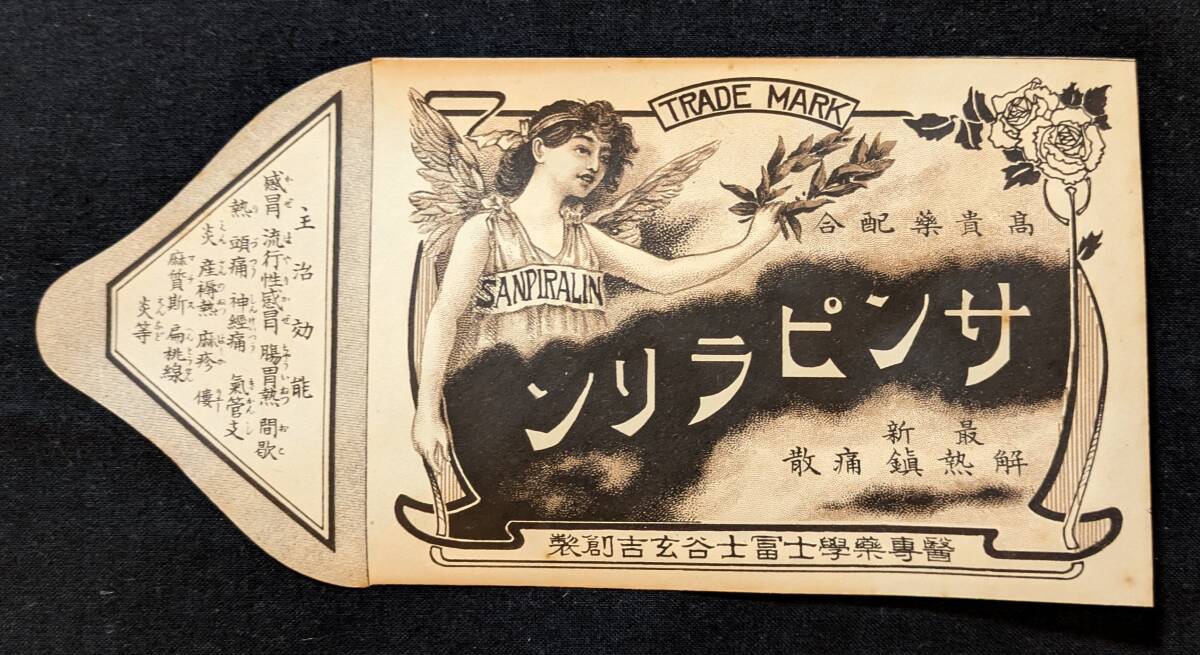 TRADE MARK
髙貴藥配合
SANPIRALIN
サンピラリン
最新
解熱鎮痛散
醫專藥學士冨士谷玄吉創製
主治効能
感冒 流行性感冒 腸胃熱 間歇
熱 頭痛 神經痛 氣管支
炎 産褥熱 麻疹 僂
麻質斯 扁桃線
炎等